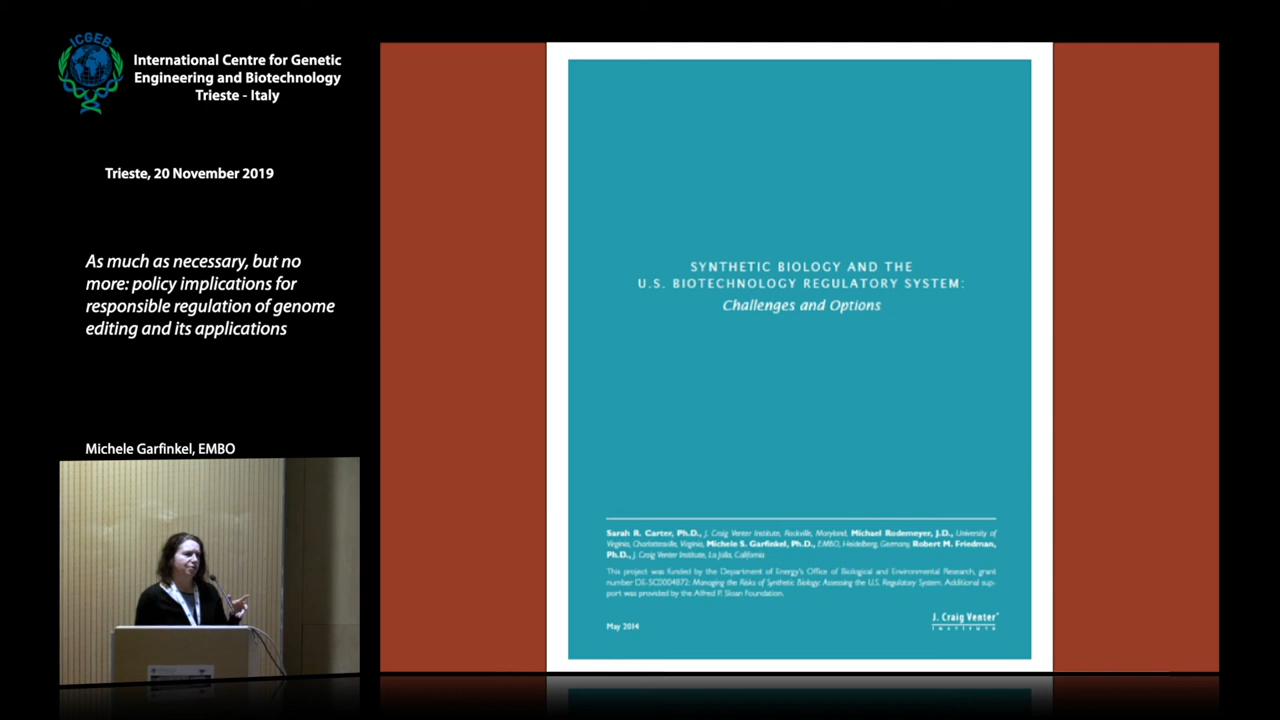 ICGEB
International Centre for Genetic
Engineering and Biotechnology
Trieste - Italy
Trieste, 20 November 2019
As much as necessary, but no
more: policy implications for
responsible regulation of genome
editing and its applications
Michele Garfinkel, EMBO
SYNTHETIC BIOLOGY AND THE
U.S. BIOTECHNOLOGY REGULATORY SYSTEM:
Challenges and Options
Sarah R. Carter, Ph.D., J. Craig Venter Institute, Rockville, Maryland, Michael Rodemeyer, J.D., University of
Virginia, Charlottesville, Virginia, Michele S. Garfinkel, Ph.D., EMBO, Heidelberg, Germany, Robert M. Friedman,
Ph.D., J. Craig Venter Institute, La Jolla, California
This project was funded by the Department of Energy's Office of Biological and Environmental Research, grant
number DE-SC0004872: Managing the Risks of Synthetic Biology: Assessing the U.S. Regulatory System. Additional sup-
port was provided by the Alfred P. Sloan Foundation.
May 2014
J. Craig Venter
Institute